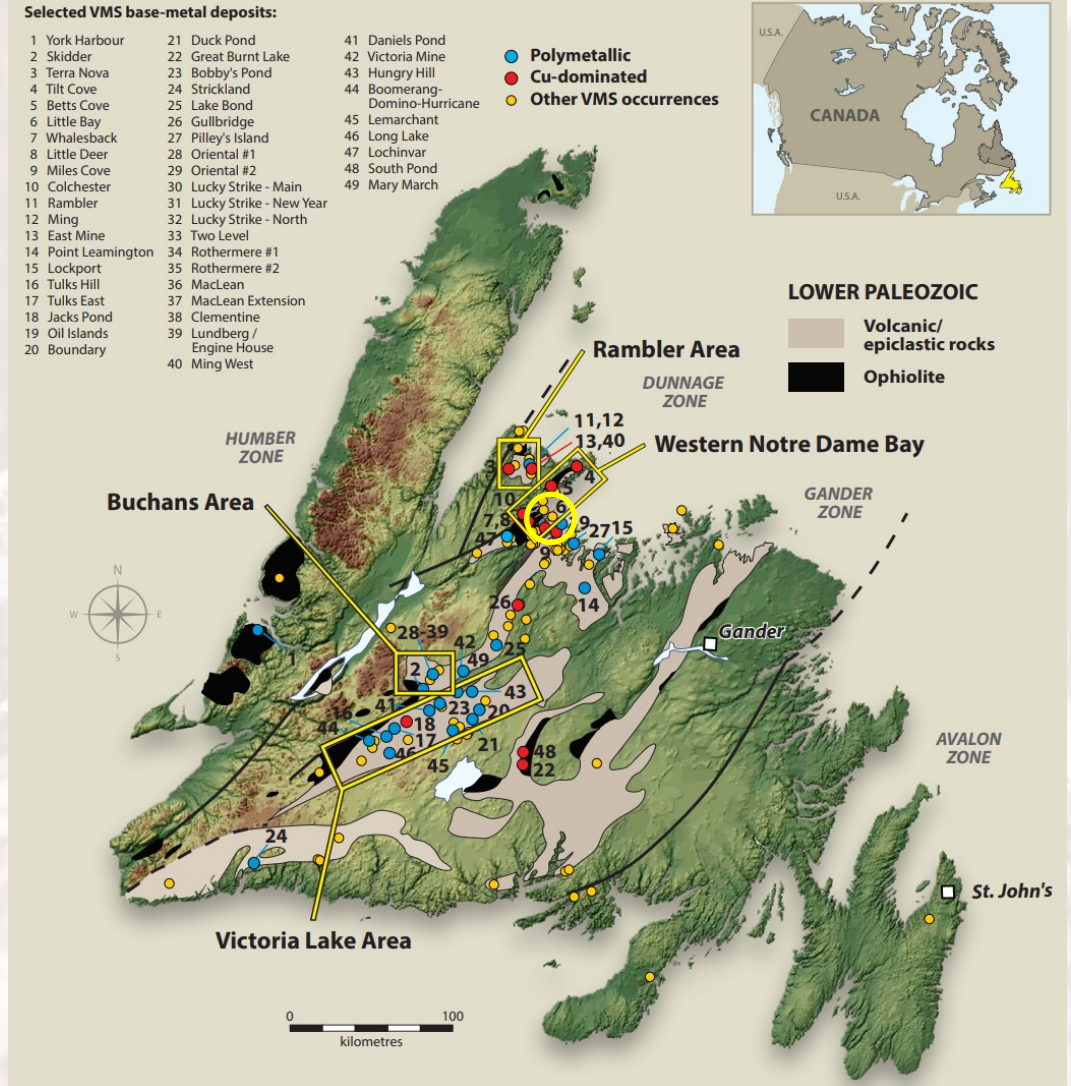 Selected VMS base-metal deposits:
1 York Harbour
2 Skidder
3 Terra Nova
4 Tilt Cove
5 Betts Cove
6 Little Bay
7 Whalesback
8 Little Deer
9 Miles Cove
10 Colchester
11 Rambler
12 Ming
13 East Mine
14 Point Leamington
15 Lockport
16 Tulks Hill
17 Tulks East
18 Jacks Pond
19 Oil Islands
20 Boundary
21 Duck Pond
22 Great Burnt Lake
23 Bobby's Pond
24 Strickland
25 Lake Bond
26 Gullbridge
27 Pilley's Island
28 Oriental #1
29 Oriental #2
30 Lucky Strike - Main
31 Lucky Strike - New Year
32 Lucky Strike - North
33 Two Level
34 Rothermere #1
35 Rothermere #2
36 MacLean
37 MacLean Extension
38 Clementine
39 Lundberg /
Engine House
40 Ming West
41 Daniels Pond
42 Victoria Mine
43 Hungry Hill
44 Boomerang-
Domino-Hurricane
45 Lemarchant
46 Long Lake
47 Lochinvar
48 South Pond
49 Mary March
Polymetallic
Cu-dominated
Other VMS occurrences
U.S.A.
CANADA
U.S.A.
LOWER PALEOZOIC
Volcanic/
epiclastic rocks
Ophiolite
Rambler Area
DUNNAGE
ZONE
11,12
13,40
Western Notre Dame Bay
HUMBER
ZONE
3
4
5
Buchans Area
10
6
GANDER
ZONE
7,8
19
27
15
47
9
N
W
E
S
14
26
Gander
28-39
42
25
1
2
49
41
43
16
23
20
44
18
17
21
46
45
48
22
AVALON
ZONE
24
St. John's
Victoria Lake Area
0
100
kilometres